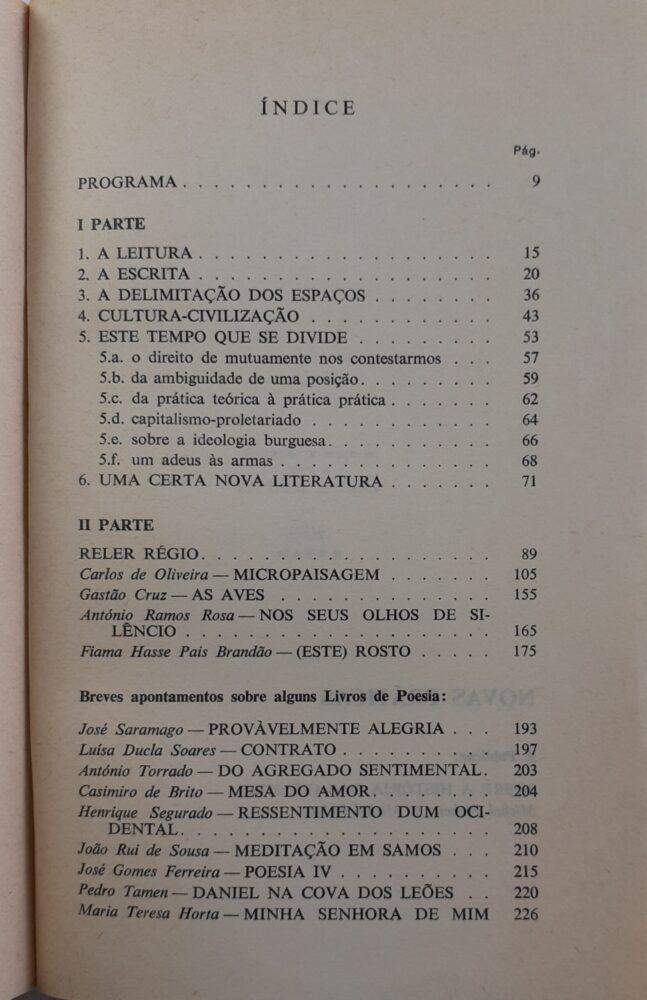 ÍNDICE
Pág.
PROGRAMA . . . . . . . . . . . . . . . . . . . . 9
I PARTE
1. A LEITURA . . . . . . . . . . . . . . . . . . . 15
2. A ESCRITA . . . . . . . . . . . . . . . . . . . 20
3. A DELIMITAÇÃO DOS ESPAÇOS . . . . . . . . 36
4. CULTURA-CIVILIZAÇÃO . . . . . . . . . . . . 43
5. ESTE TEMPO QUE SE DIVIDE . . . . . . . . . 53
5.a. o direito de mutuamente nos contestarmos . . . 57
5.b. da ambiguidade de uma posição . . . . . . . . . 59
5.c. da prática teórica à prática prática . . . . . . . 62
5.d. capitalismo-proletariado . . . . . . . . . . . . 64
5.e. sobre a ideologia burguesa . . . . . . . . . . . 66
5.f. um adeus às armas . . . . . . . . . . . . . . 68
6. UMA CERTA NOVA LITERATURA . . . . . . . 71
II PARTE
RELER RÉGIO . . . . . . . . . . . . . . . . . . . 89
Carlos de Oliveira — MICROPAISAGEM . . . . . . . 105
Gastão Cruz — AS AVES . . . . . . . . . . . . . . 155
António Ramos Rosa — NOS SEUS OLHOS DE SI-
LÊNCIO . . . . . . . . . . . . . . . . . . . . 165
Fiama Hasse Pais Brandão — (ESTE) ROSTO . . . . . 175
Breves apontamentos sobre alguns Livros de Poesia:
José Saramago — PROVÀVELMENTE ALEGRIA . . . 193
Luísa Ducla Soares — CONTRATO . . . . . . . . . . 197
António Torrado — DO AGREGADO SENTIMENTAL . 203
Casimiro de Brito — MESA DO AMOR . . . . . . . . 204
Henrique Segurado — RESSENTIMENTO DUM OCI-
DENTAL . . . . . . . . . . . . . . . . . . . . 208
João Rui de Sousa — MEDITAÇÃO EM SAMOS . . . 210
José Gomes Ferreira — POESIA IV . . . . . . . . . . 215
Pedro Tamen — DANIEL NA COVA DOS LEÕES . . 220
Maria Teresa Horta — MINHA SENHORA DE MIM 226